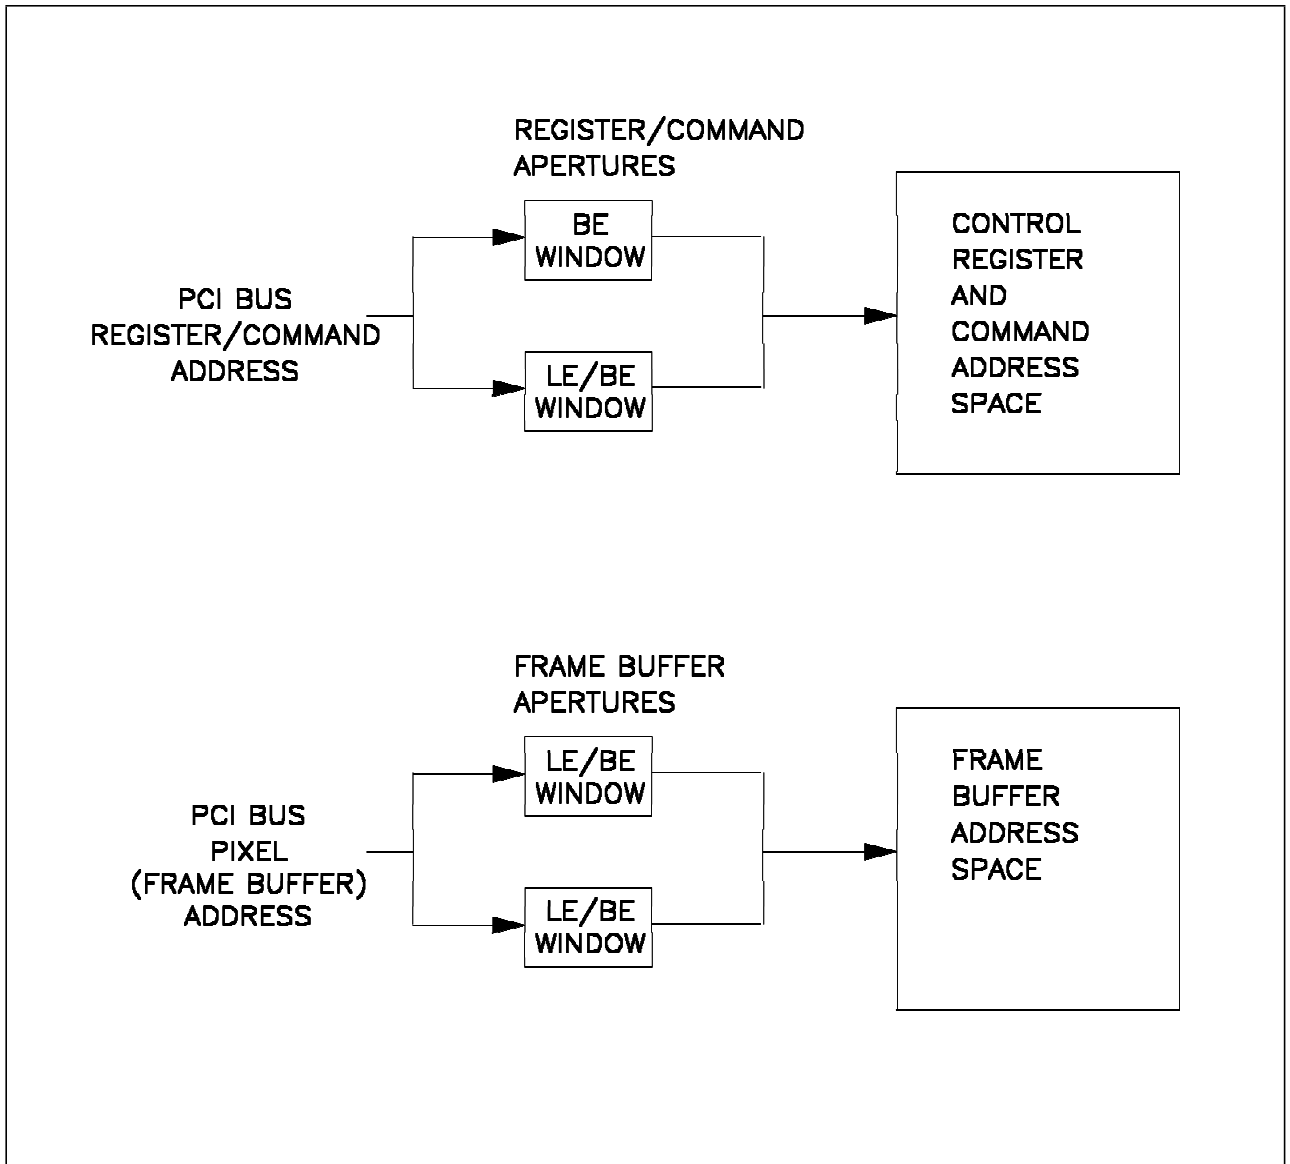 REGISTER/COMMAND
APERTURES
BE
WINDOW
PCI BUS
REGISTER/COMMAND
ADDRESS
LE/BE
WINDOW
CONTROL
REGISTER
AND
COMMAND
ADDRESS
SPACE
FRAME BUFFER
APERTURES
LE/BE
WINDOW
PCI BUS
PIXEL
(FRAME BUFFER)
ADDRESS
LE/BE
WINDOW
FRAME
BUFFER
ADDRESS
SPACE